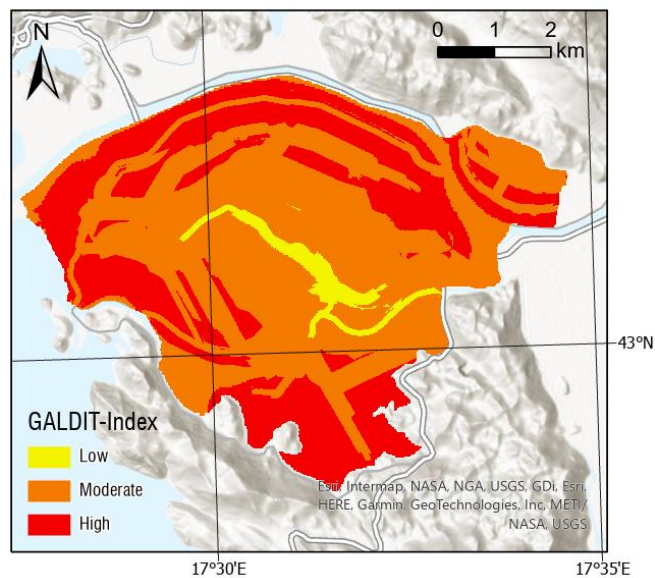 N
0 1 2
km
43°N
GALDIT-Index
Low
Moderate
High
Esri, Intermap, NASA, NGA, USGS, GDi, Esri,
HERE, Garmin, GeoTechnologies, Inc, METI/
NASA, USGS
17°30'E 17°35'E